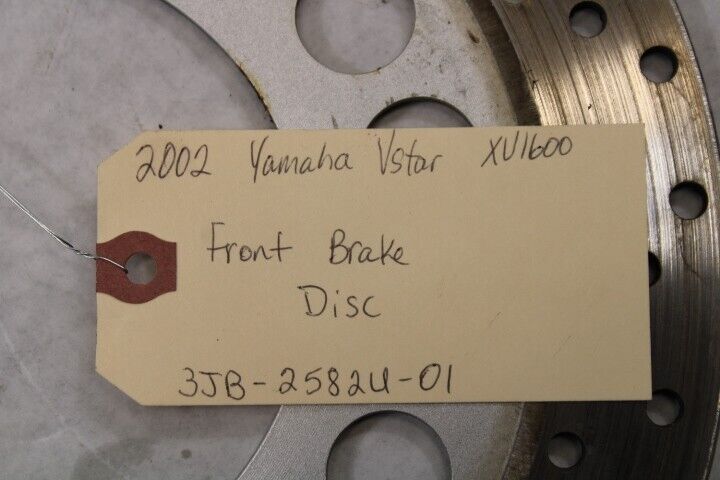 2002 Yamaha Vstar XV1600
Front Brake
Disc
3JB-2582U-01